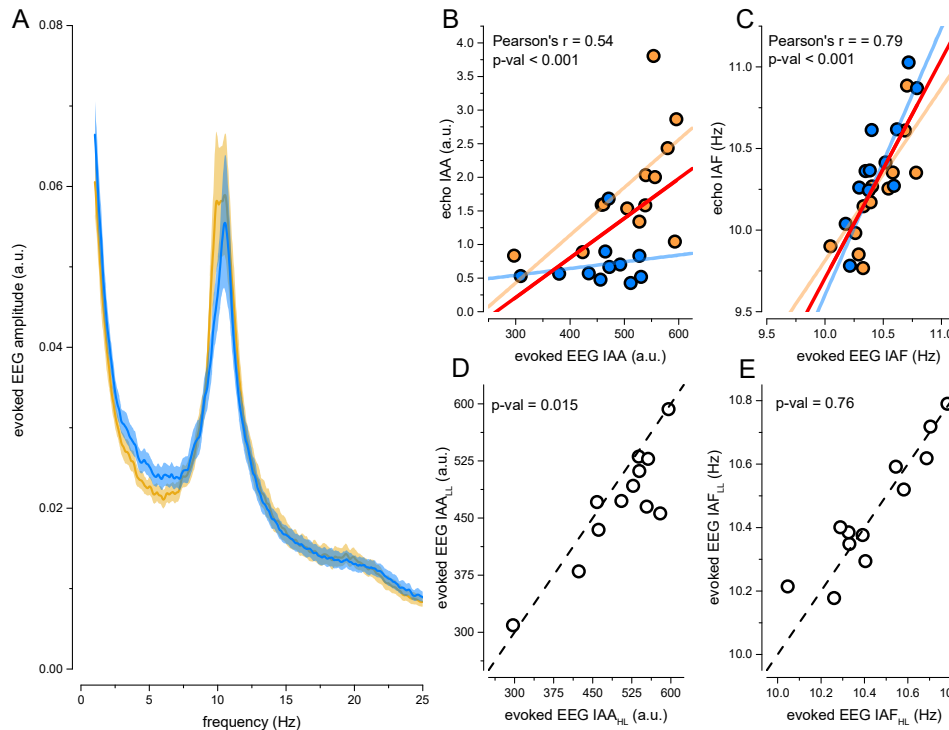 A
0.08
0.06
0.04
0.02
0.00
evoked EEG amplitude (a.u.)
0
5
10
15
20
25
frequency (Hz)
B
Pearson's r = 0.54
p-val < 0.001
4.0
3.5
3.0
2.5
2.0
1.5
1.0
0.5
0.0
echo IAA (a.u.)
300
400
500
600
evoked EEG IAA (a.u.)
C
Pearson's r = = 0.79
p-val < 0.001
11.0
10.5
10.0
9.5
echo IAF (Hz)
9.5
10.0
10.5
11.0
evoked EEG IAF (Hz)
D
p-val = 0.015
600
525
450
375
300
evoked EEG IAA_LL (a.u.)
300
375
450
525
600
evoked EEG IAA_HL (a.u.)
E
p-val = 0.76
10.8
10.6
10.4
10.2
10.0
evoked EEG IAF_LL (Hz)
10.0
10.2
10.4
10.6
10.8
evoked EEG IAF_HL (Hz)